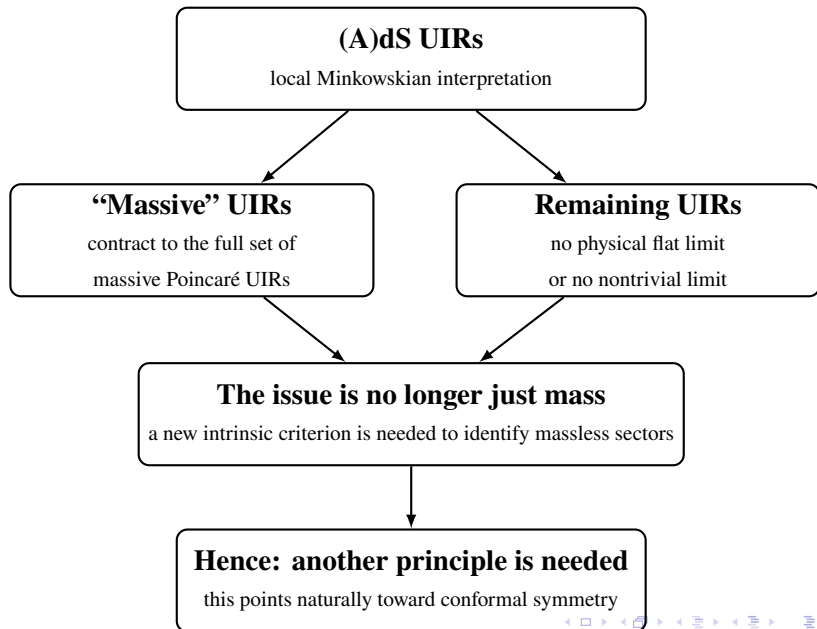 (A)dS UIRs
local Minkowskian interpretation
“Massive” UIRs
contract to the full set of
massive Poincaré UIRs
Remaining UIRs
no physical flat limit
or no nontrivial limit
The issue is no longer just mass
a new intrinsic criterion is needed to identify massless sectors
Hence: another principle is needed
this points naturally toward conformal symmetry